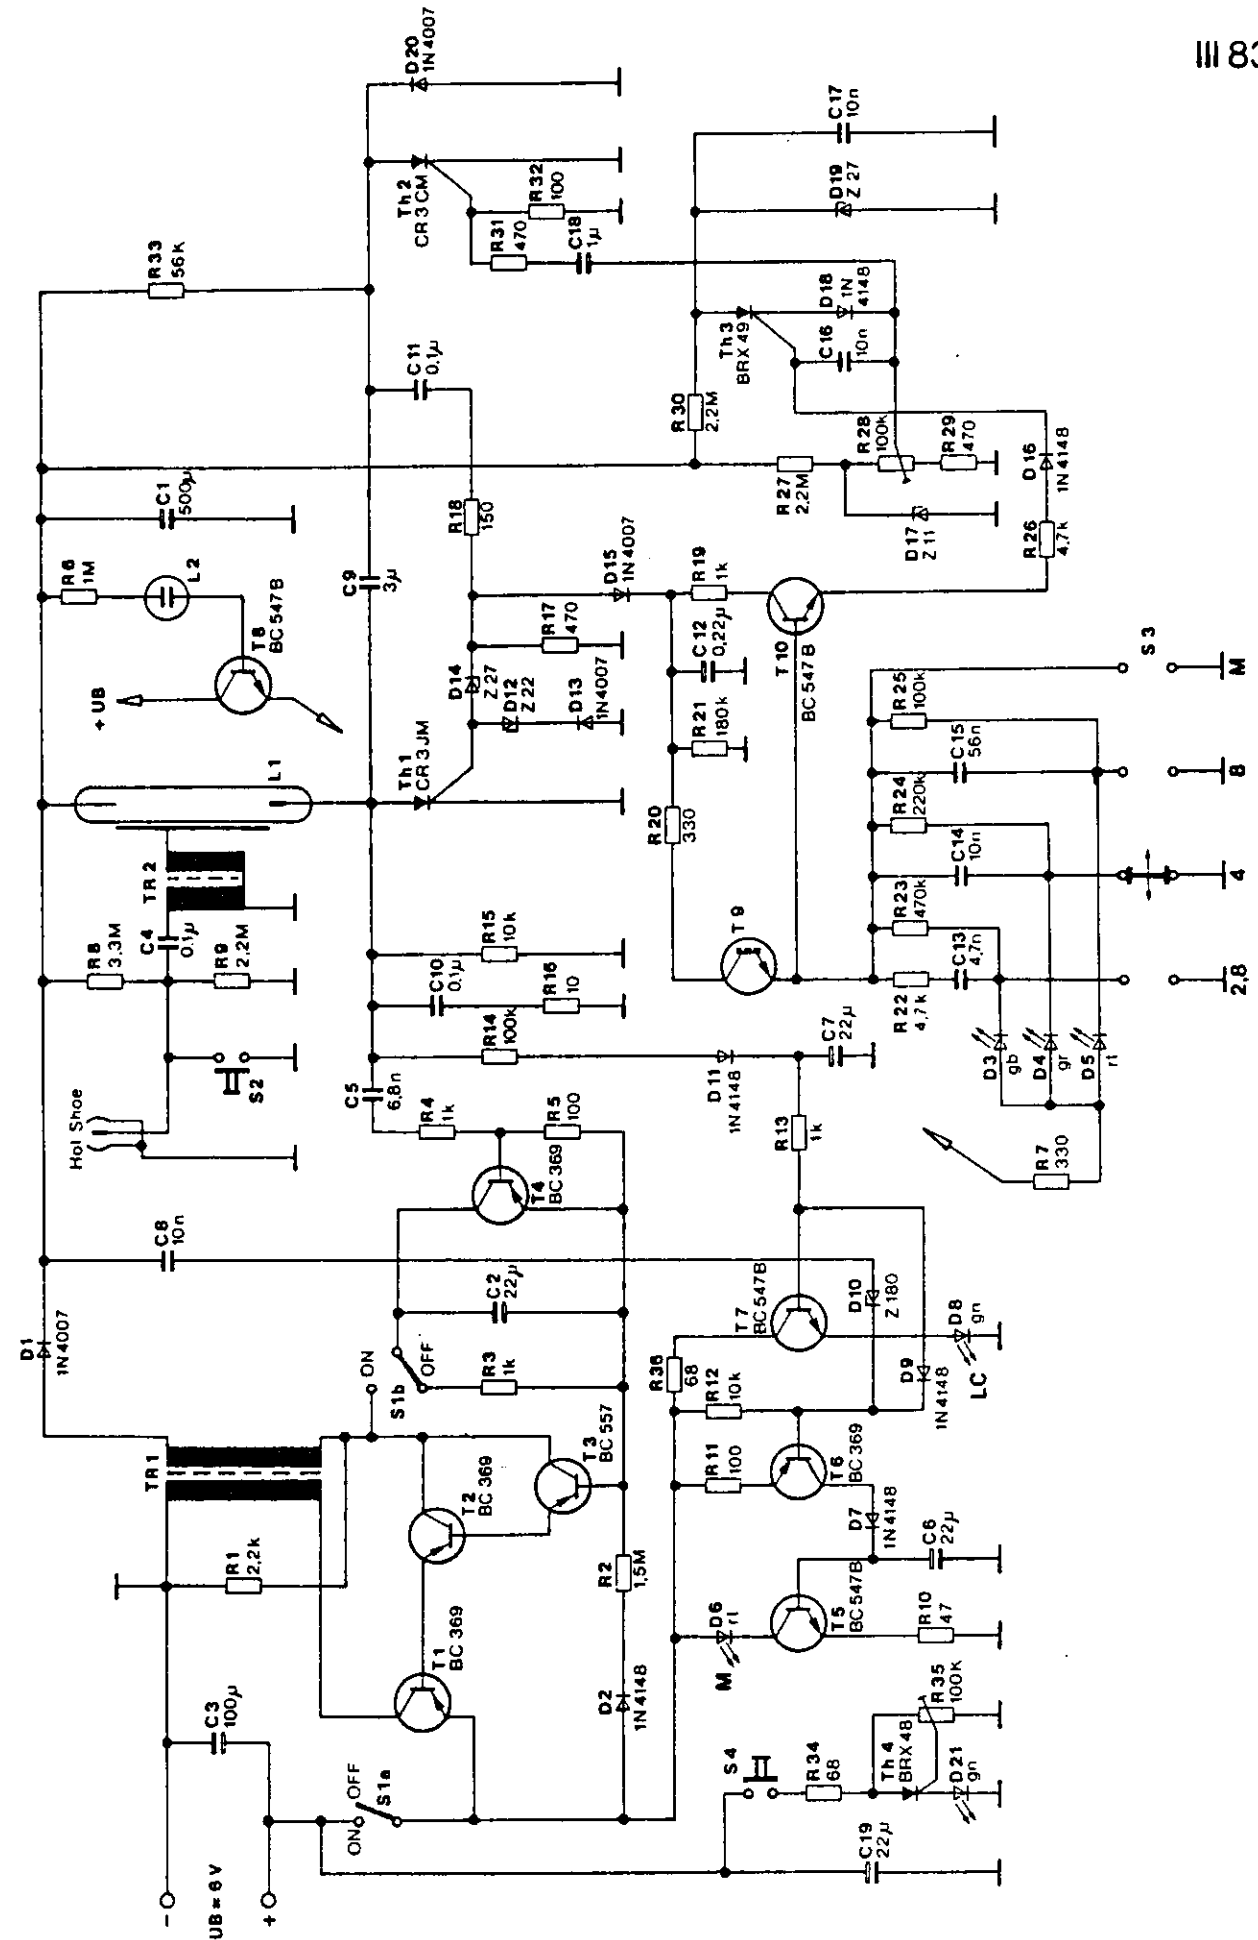 III 83
UB = 6 V
−
+
C3
100µ
R1
2,2k
TR1
D1
1N4007
ON
OFF
S1a
T1
BC 369
T2
BC 369
T3
BC 557
D2
1N4148
R2
1,5M
S1b
ON
OFF
R3
1k
C2
22µ
C8
10n
T4
BC 369
R4
1k
R5
100
C5
6,8n
Hot Shoe
S2
R8
3,3M
R9
2,2M
C4
0,1µ
TR 2
L1
+ UB
T8
BC 547B
R6
1M
L2
C1
500µ
R33
56K
R14
100k
C10
0,1µ
R16
10
R15
10k
Th1
CR 3 JM
C9
3µ
D14
Z 27
D12
Z 22
D13
1N4007
R17
470
R18
150
C11
0,1µ
Th 2
CR 3 CM
D20
1N 4007
R31
470
R32
100
C18
1µ
D15
1N 4007
C19
22µ
S4
R34
68
Th 4
BRX 48
D21
gn
R35
100K
M
D6
rt
T5
BC 547B
R10
47
C6
22µ
D7
1N 4148
R11
100
T6
BC 369
R12
10k
R36
68
T7
BC 547B
D10
Z 180
D9
1N 4148
D8
gn
LC
R13
1k
D11
1N 4148
C7
22µ
T 9
R20
330
R21
180k
C12
0,22µ
R19
1k
T 10
BC 547 B
R22
4,7k
C13
4,7n
R23
470k
C14
10n
R24
220k
C15
56n
R25
100k
D3
gb
D4
gr
D5
rt
R7
330
S 3
2,8
4
8
M
R30
2,2M
R27
2,2M
R28
100k
R29
470
D17
Z 11
R26
4,7k
D16
1N 4148
Th3
BRX 49
C16
10n
D18
1N
4148
D19
Z 27
C17
10n